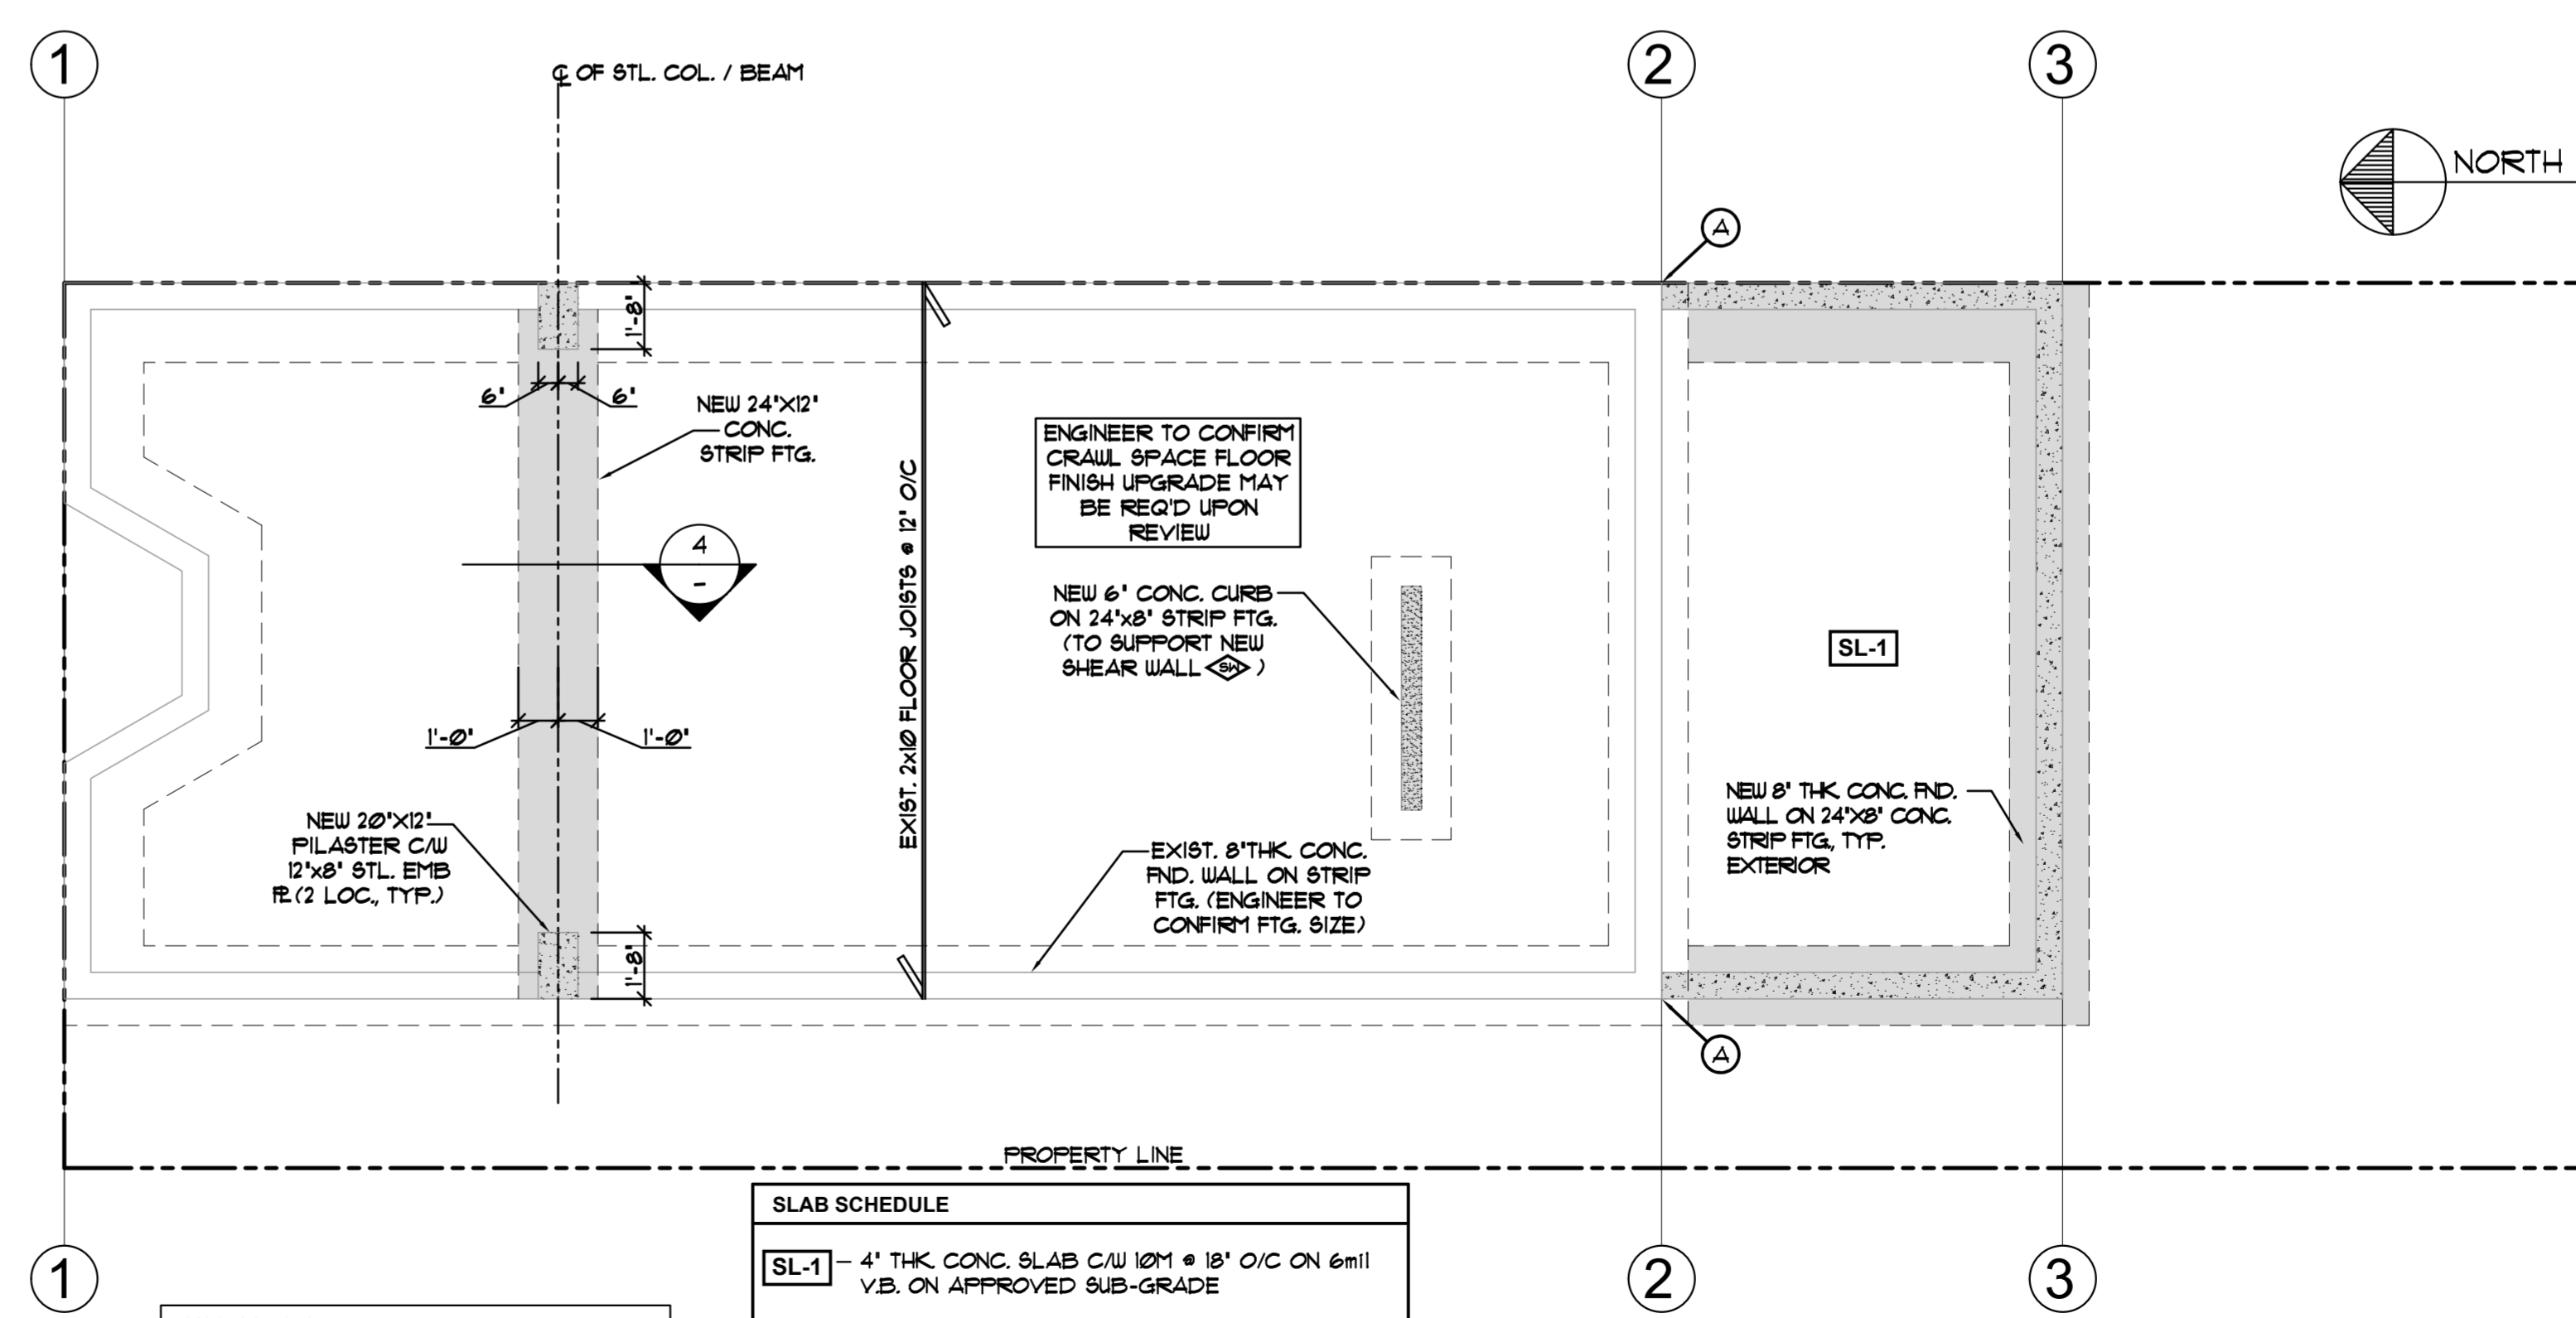 1
2
3
℄ OF STL. COL. / BEAM
NORTH
A
1'-8"
6"
6"
NEW 24"X12"
CONC.
STRIP FTG.
ENGINEER TO CONFIRM
CRAWL SPACE FLOOR
FINISH UPGRADE MAY
BE REQ'D UPON
REVIEW
EXIST. 2x10 FLOOR JOISTS @ 12" O/C
4
-
NEW 6" CONC. CURB
ON 24"x8" STRIP FTG.
(TO SUPPORT NEW
SHEAR WALL SW )
SL-1
1'-0"
1'-0"
NEW 20"X12"
PILASTER C/W
12"x8" STL. EMB
PL (2 LOC., TYP.)
1'-8"
EXIST. 8"THK. CONC.
FND. WALL ON STRIP
FTG. (ENGINEER TO
CONFIRM FTG. SIZE)
NEW 8" THK. CONC. FND.
WALL ON 24"X8" CONC.
STRIP FTG., TYP.
EXTERIOR
A
PROPERTY LINE
SLAB SCHEDULE
SL-1 - 4" THK. CONC. SLAB C/W 10M @ 18" O/C ON 6mil
V.B. ON APPROVED SUB-GRADE
1
2
3